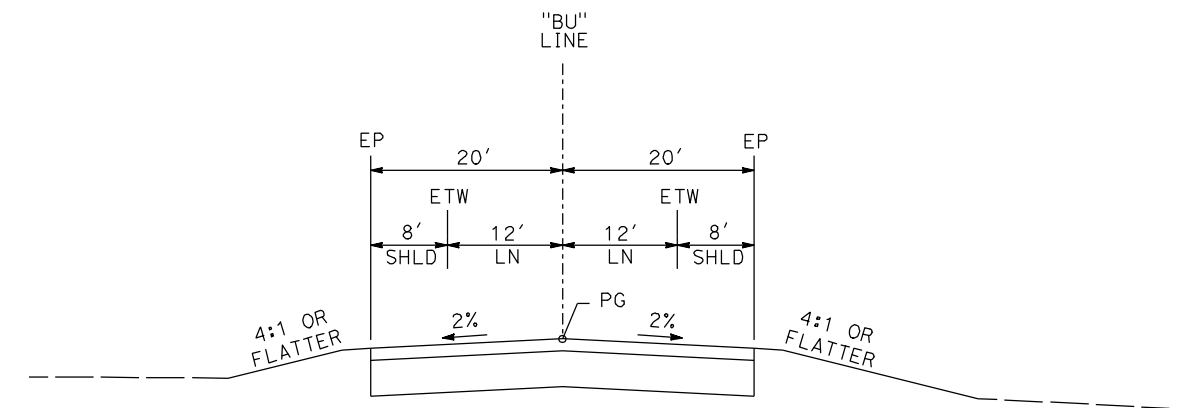 "BU"
LINE
EP
EP
20′
20′
ETW
ETW
8′
12′
12′
8′
SHLD
LN
LN
SHLD
PG
4:1 OR
FLATTER
2%
2%
4:1 OR
FLATTER